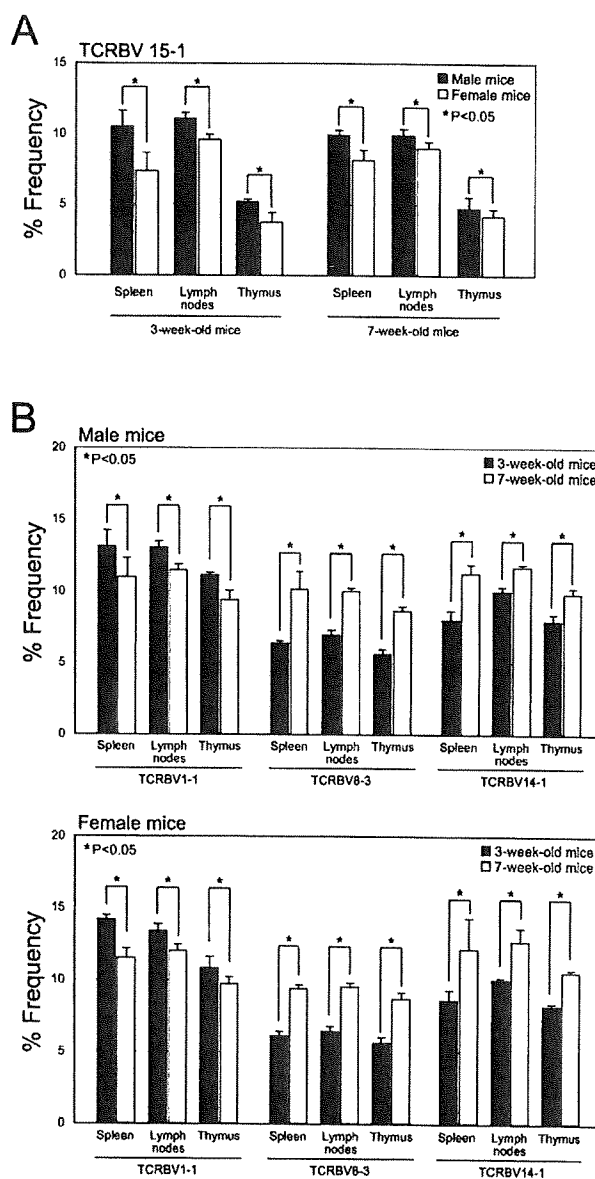 A
TCRBV 15-1
15
10
5
0
% Frequency
Male mice
Female mice
*P<0.05
* * * * * *
Spleen Lymph nodes Thymus Spleen Lymph nodes Thymus
3-week-old mice 7-week-old mice
B
Male mice
*P<0.05
3-week-old mice
7-week-old mice
20
15
10
5
0
% Frequency
* * * * * * * * *
Spleen Lymph nodes Thymus Spleen Lymph nodes Thymus Spleen Lymph nodes Thymus
TCRBV1-1 TCRBV8-3 TCRBV14-1
Female mice
*P<0.05
3-week-old mice
7-week-old mice
20
15
10
5
0
% Frequency
* * * * * * * * *
Spleen Lymph nodes Thymus Spleen Lymph nodes Thymus Spleen Lymph nodes Thymus
TCRBV1-1 TCRBV8-3 TCRBV14-1